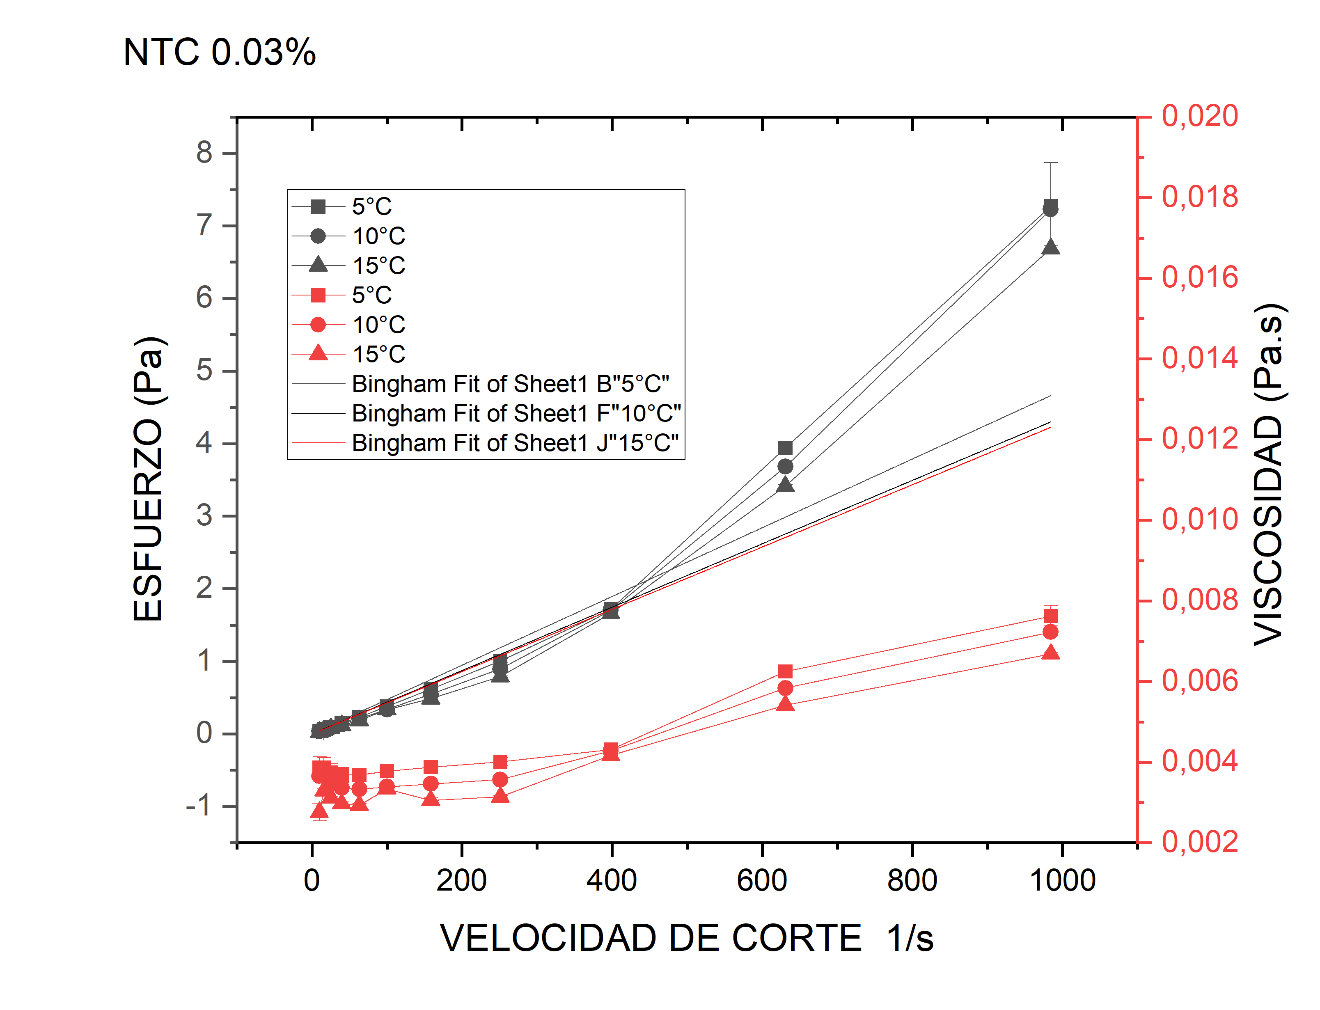 NTC 0.03%
8
7
6
5
4
3
2
1
0
-1
ESFUERZO (Pa)
5°C
10°C
15°C
5°C
10°C
15°C
Bingham Fit of Sheet1 B"5°C"
Bingham Fit of Sheet1 F"10°C"
Bingham Fit of Sheet1 J"15°C"
0,020
0,018
0,016
0,014
0,012
0,010
0,008
0,006
0,004
0,002
VISCOSIDAD (Pa.s)
0 200 400 600 800 1000
VELOCIDAD DE CORTE 1/s